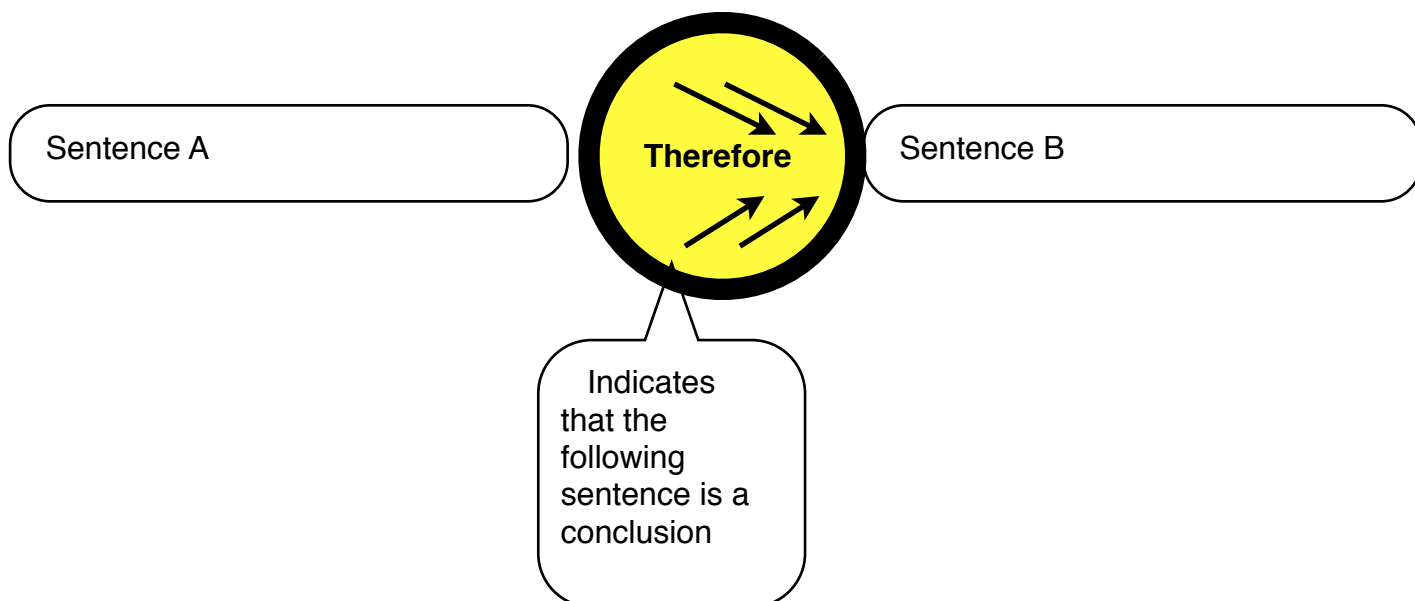 Sentence A
Therefore
Sentence B
Indicates
that the
following
sentence is a
conclusion